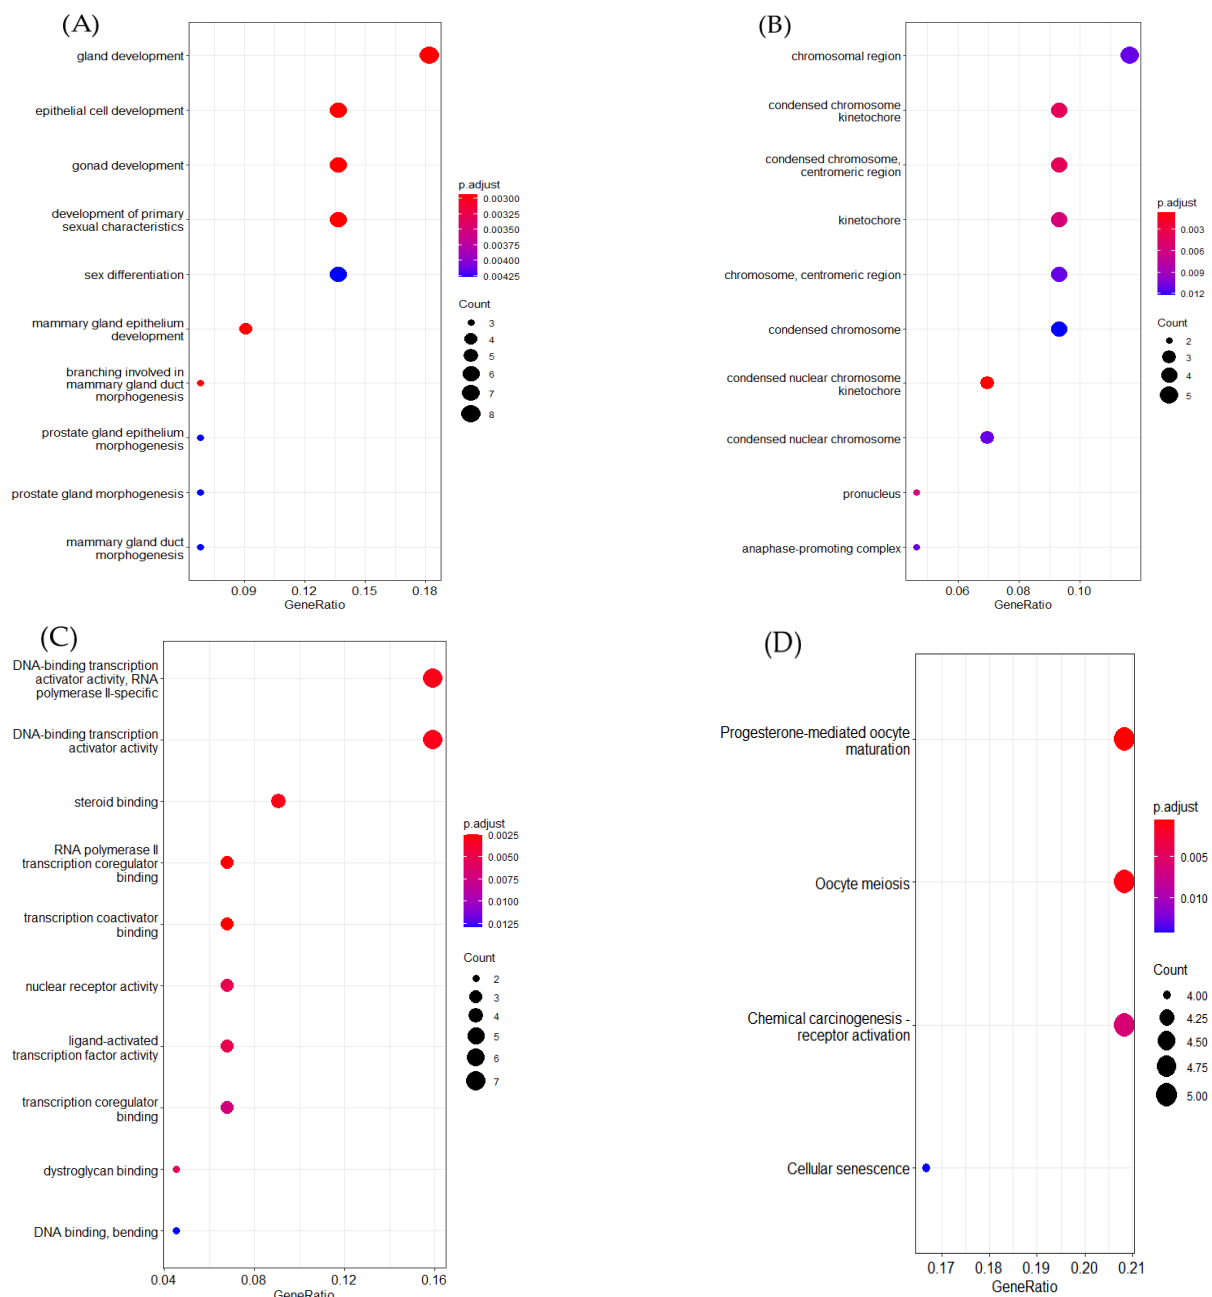 (A)
gland development
epithelial cell development
gonad development
development of primary
sexual characteristics
sex differentiation
mammary gland epithelium
development
branching involved in
mammary gland duct
morphogenesis
prostate gland epithelium
morphogenesis
prostate gland morphogenesis
mammary gland duct
morphogenesis
0.09 0.12 0.15 0.18
GeneRatio
p.adjust
0.00300
0.00325
0.00350
0.00375
0.00400
0.00425
Count
3
4
5
6
7
8
(B)
chromosomal region
condensed chromosome
kinetochore
condensed chromosome,
centromeric region
kinetochore
chromosome, centromeric region
condensed chromosome
condensed nuclear chromosome
kinetochore
condensed nuclear chromosome
pronucleus
anaphase-promoting complex
0.06 0.08 0.10
GeneRatio
p.adjust
0.003
0.006
0.009
0.012
Count
2
3
4
5
(C)
DNA-binding transcription
activator activity, RNA
polymerase II-specific
DNA-binding transcription
activator activity
steroid binding
RNA polymerase II
transcription coregulator
binding
transcription coactivator
binding
nuclear receptor activity
ligand-activated
transcription factor activity
transcription coregulator
binding
dystroglycan binding
DNA binding, bending
0.04 0.08 0.12 0.16
GeneRatio
p.adjust
0.0025
0.0050
0.0075
0.0100
0.0125
Count
2
3
4
5
6
7
(D)
Progesterone-mediated oocyte
maturation
Oocyte meiosis
Chemical carcinogenesis -
receptor activation
Cellular senescence
0.17 0.18 0.19 0.20 0.21
GeneRatio
p.adjust
0.005
0.010
Count
4.00
4.25
4.50
4.75
5.00